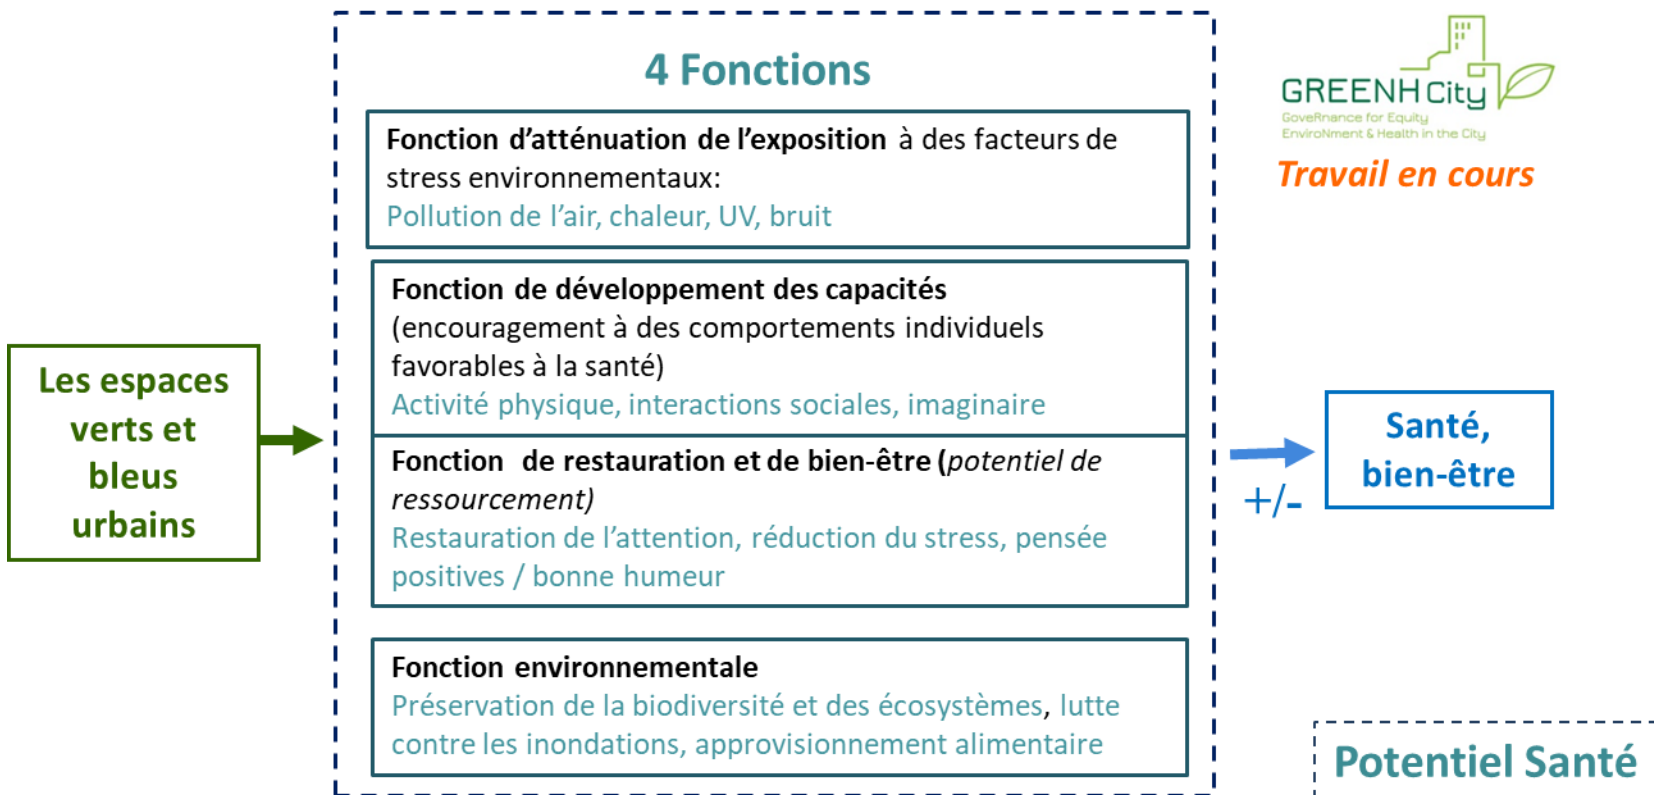 4 Fonctions
Fonction d’atténuation de l’exposition à des facteurs de
stress environnementaux:
Pollution de l’air, chaleur, UV, bruit
Fonction de développement des capacités
(encouragement à des comportements individuels
favorables à la santé)
Activité physique, interactions sociales, imaginaire
Fonction de restauration et de bien-être (potentiel de
ressourcement)
Restauration de l’attention, réduction du stress, pensée
positives / bonne humeur
Fonction environnementale
Préservation de la biodiversité et des écosystèmes, lutte
contre les inondations, approvisionnement alimentaire
Les espaces
verts et
bleus
urbains
+/-
Santé,
bien-être
GREENH City
GoveRnance for Equity
EnviroNment & Health in the City
Travail en cours
Potentiel Santé